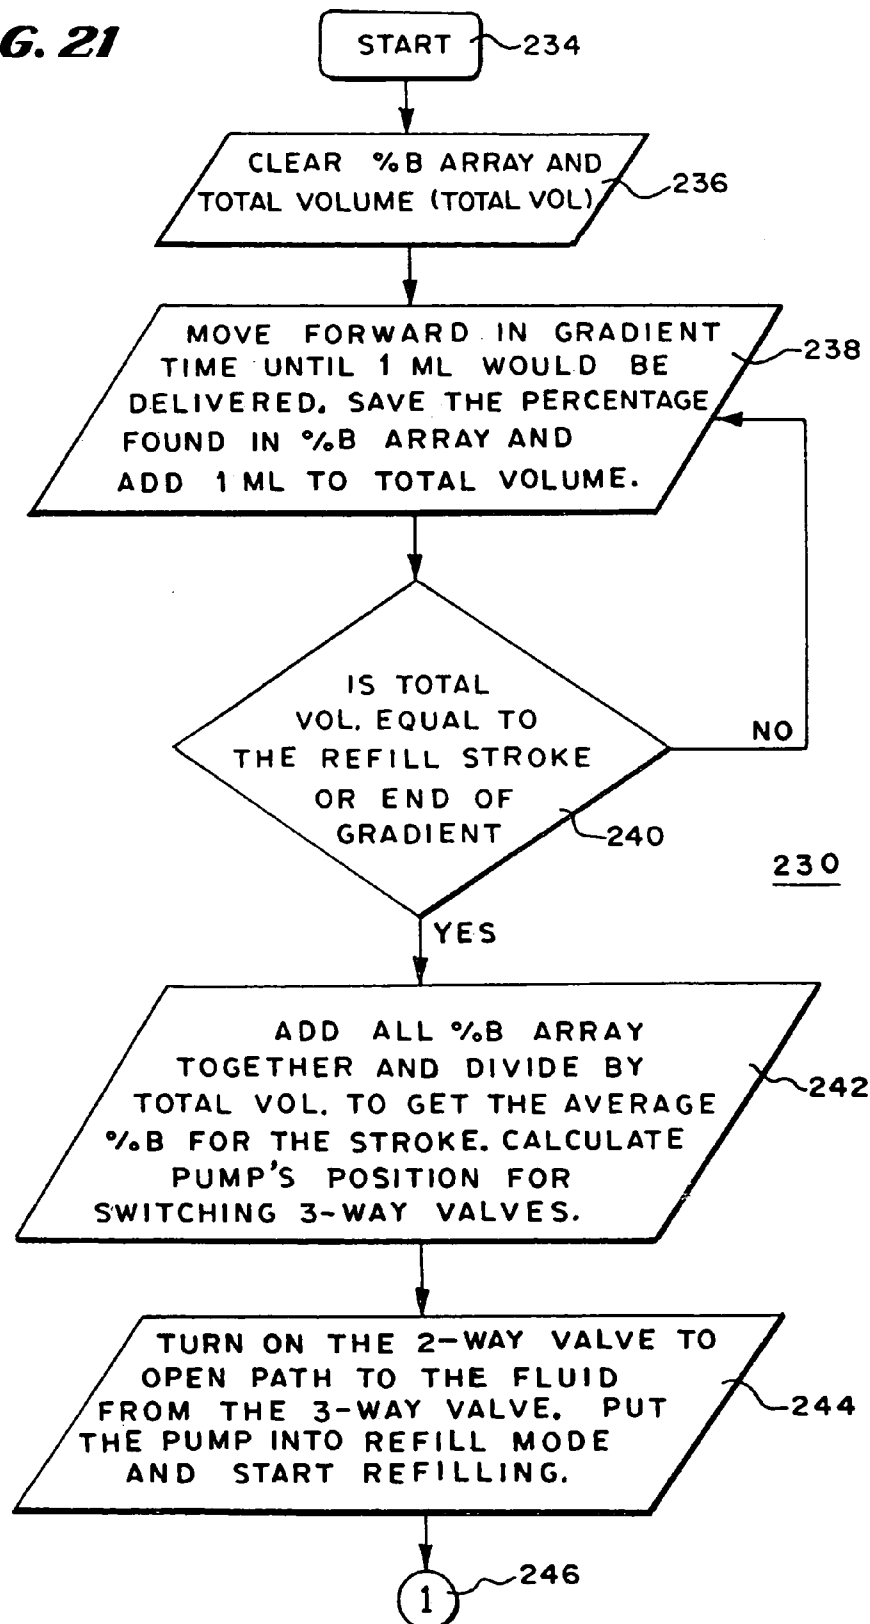 G. 21
START
234
CLEAR %B ARRAY AND
TOTAL VOLUME (TOTAL VOL)
236
MOVE FORWARD IN GRADIENT
TIME UNTIL 1 ML WOULD BE
DELIVERED. SAVE THE PERCENTAGE
FOUND IN %B ARRAY AND
ADD 1 ML TO TOTAL VOLUME.
238
IS TOTAL
VOL. EQUAL TO
THE REFILL STROKE
OR END OF
GRADIENT
240
NO
230
YES
ADD ALL %B ARRAY
TOGETHER AND DIVIDE BY
TOTAL VOL. TO GET THE AVERAGE
%B FOR THE STROKE. CALCULATE
PUMP'S POSITION FOR
SWITCHING 3-WAY VALVES.
242
TURN ON THE 2-WAY VALVE TO
OPEN PATH TO THE FLUID
FROM THE 3-WAY VALVE. PUT
THE PUMP INTO REFILL MODE
AND START REFILLING.
244
1
246